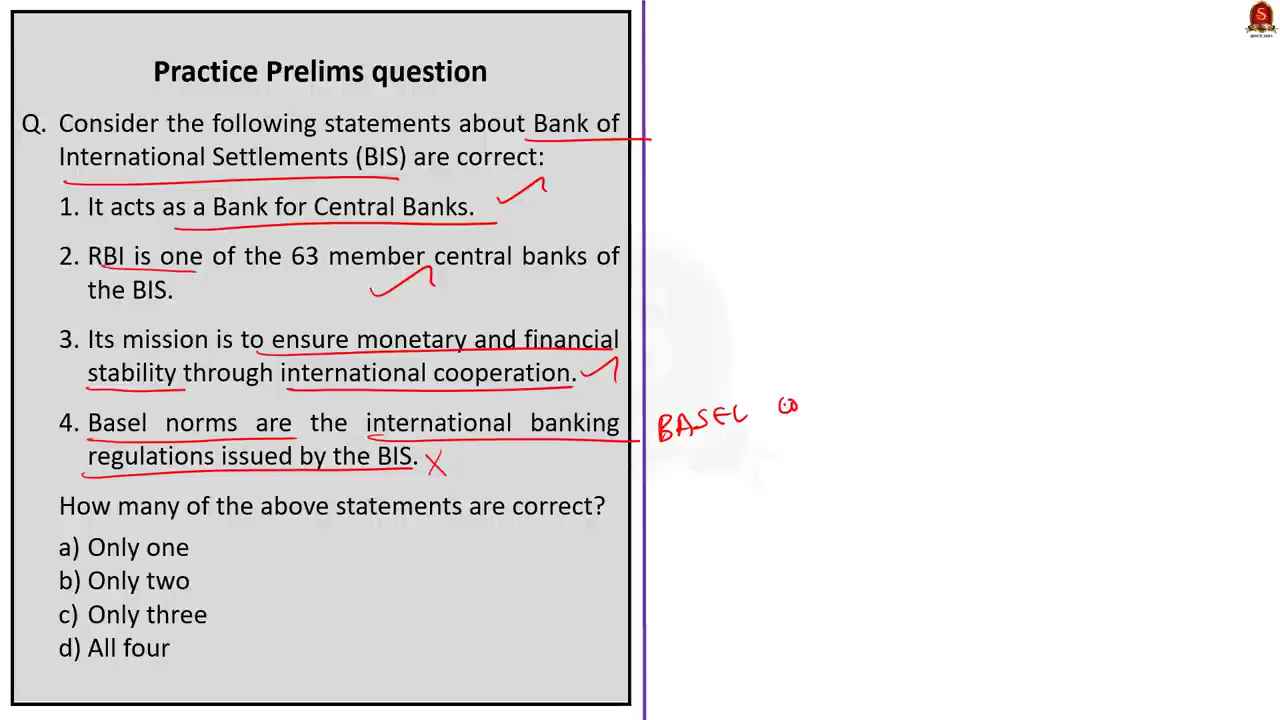 Practice Prelims question
Q. Consider the following statements about Bank of
International Settlements (BIS) are correct:
1. It acts as a Bank for Central Banks.
2. RBI is one of the 63 member central banks of
the BIS.
3. Its mission is to ensure monetary and financial
stability through international cooperation.
4. Basel norms are the international banking
regulations issued by the BIS.
How many of the above statements are correct?
a) Only one
b) Only two
c) Only three
d) All four
BASEL CO
S